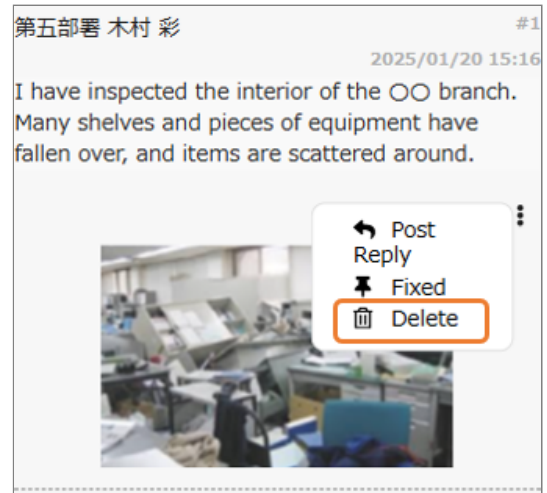 第五部署 木村 彩
#1
2025/01/20 15:16
I have inspected the interior of the 〇〇 branch.
Many shelves and pieces of equipment have
fallen over, and items are scattered around.
Post
Reply
Fixed
Delete